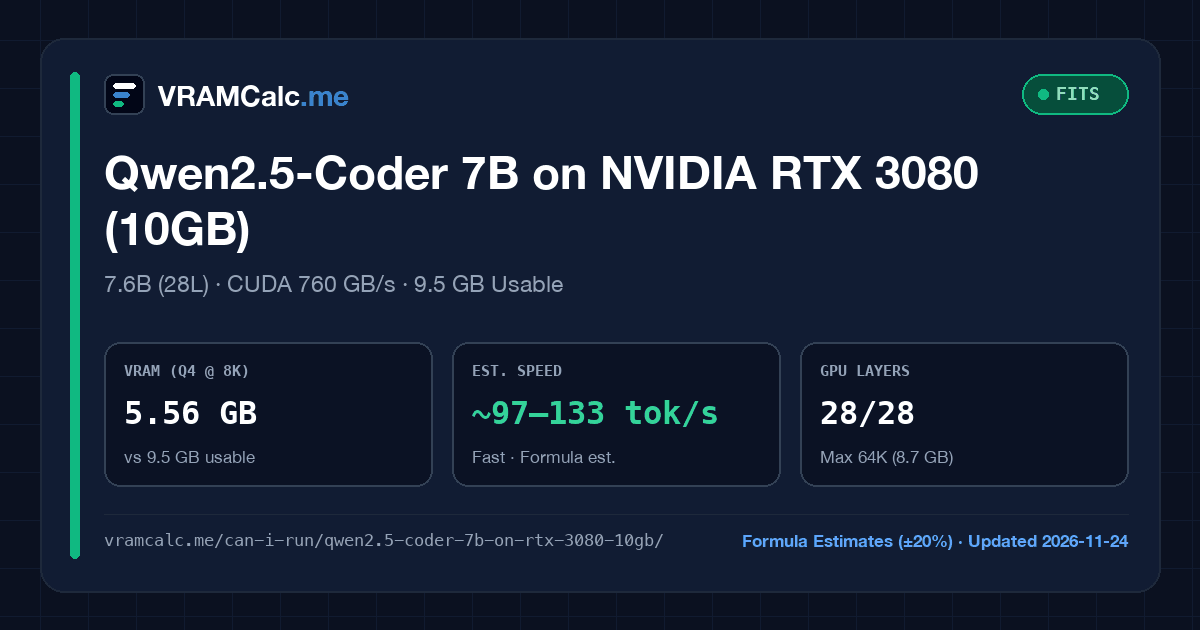 VRAMCalc.me
FITS
Qwen2.5-Coder 7B on NVIDIA RTX 3080
(10GB)
7.6B (28L) · CUDA 760 GB/s · 9.5 GB Usable
VRAM (Q4 @ 8K)
5.56 GB
vs 9.5 GB usable
EST. SPEED
~97–133 tok/s
Fast · Formula est.
GPU LAYERS
28/28
Max 64K (8.7 GB)
vramcalc.me/can-i-run/qwen2.5-coder-7b-on-rtx-3080-10gb/
Formula Estimates (±20%) · Updated 2026-11-24